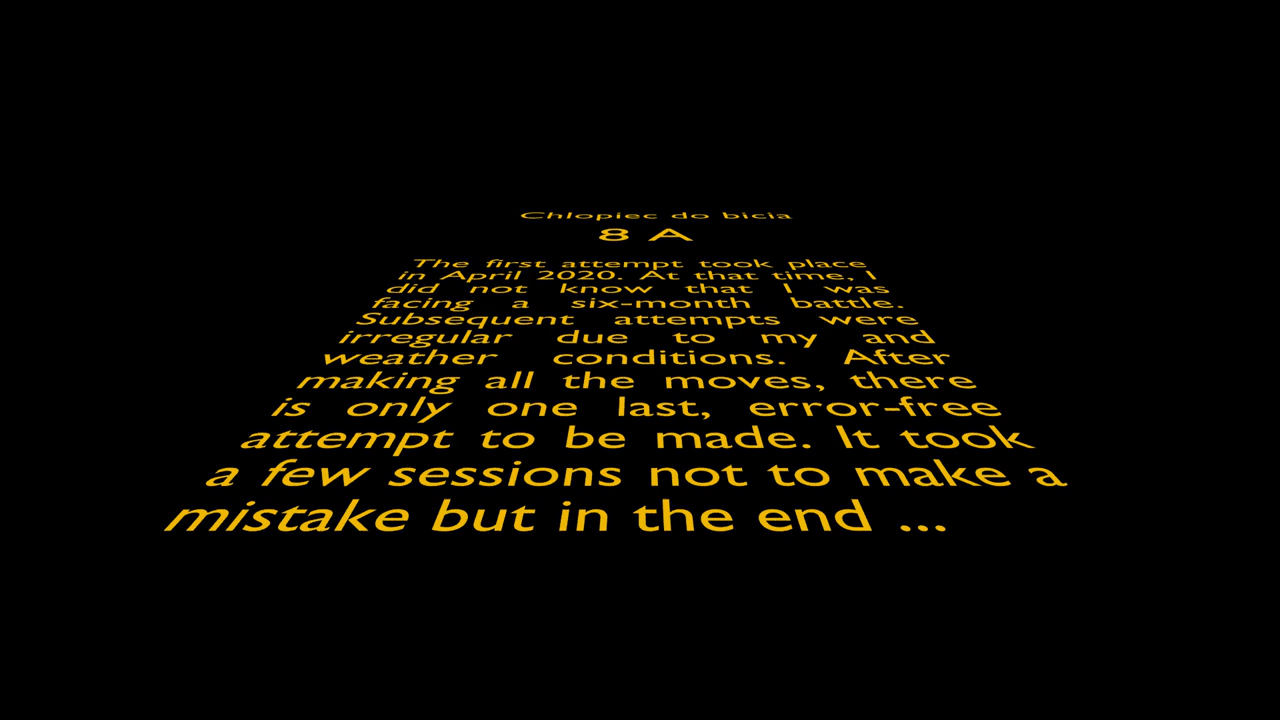 Chlopiec do bicia
8 A
The first attempt took place
in April 2020. At that time, I
did not know that I was
facing a six-month battle.
Subsequent attempts were
irregular due to my and
weather conditions. After
making all the moves, there
is only one last, error-free
attempt to be made. It took
a few sessions not to make a
mistake but in the end ...